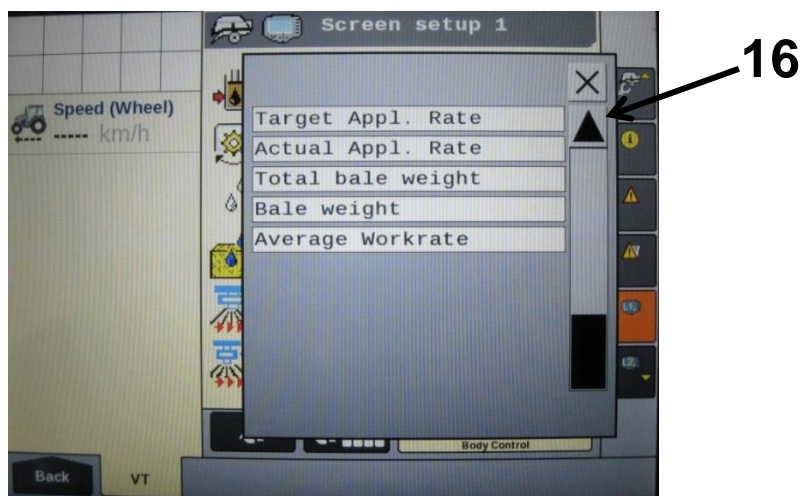 Screen setup 1
16
Speed (Wheel)
----- km/h
Target Appl. Rate
Actual Appl. Rate
Total bale weight
Bale weight
Average Workrate
Body Control
Back
VT